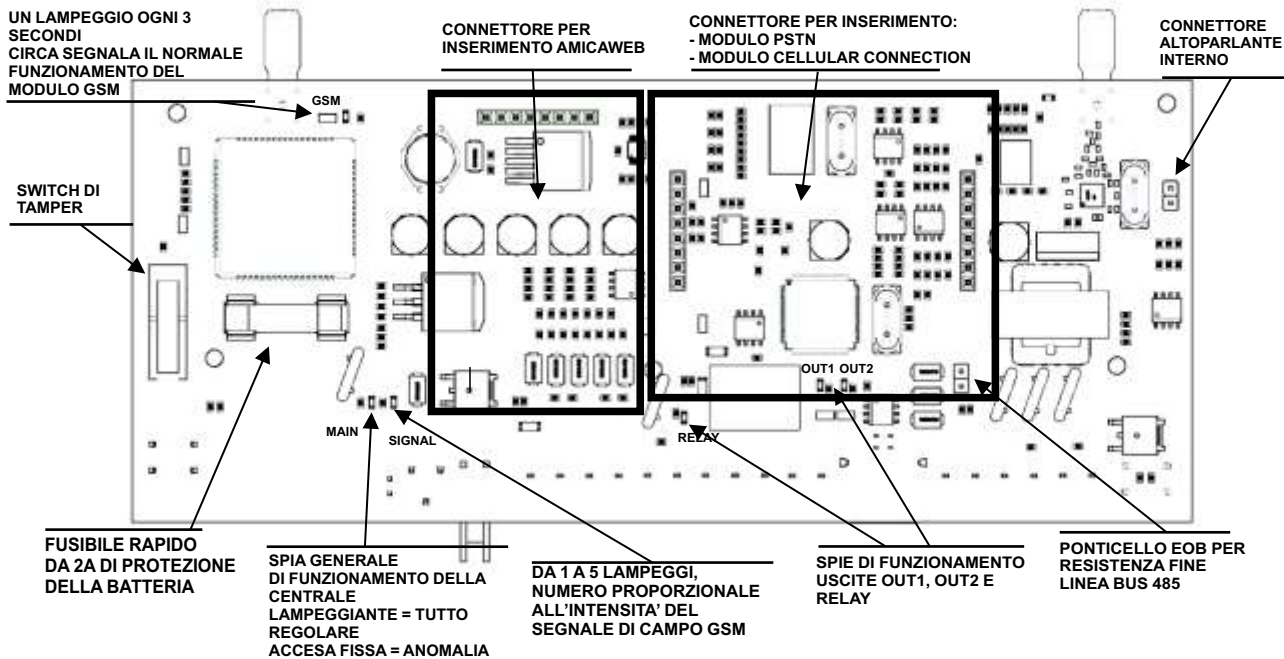 UN LAMPEGGIO OGNI 3
SECONDI
CIRCA SEGNALA IL NORMALE
FUNZIONAMENTO DEL
MODULO GSM
CONNETTORE PER
INSERIMENTO AMICAWEB
CONNETTORE PER INSERIMENTO:
- MODULO PSTN
- MODULO CELLULAR CONNECTION
CONNETTORE
ALTOPARLANTE
INTERNO
GSM
SWITCH DI
TAMPER
OUT1 OUT2
MAIN
SIGNAL
RELAY
FUSIBILE RAPIDO
DA 2A DI PROTEZIONE
DELLA BATTERIA
SPIA GENERALE
DI FUNZIONAMENTO DELLA
CENTRALE
LAMPEGGIANTE = TUTTO
REGOLARE
ACCESA FISSA = ANOMALIA
DA 1 A 5 LAMPEGGI,
NUMERO PROPORZIONALE
ALL'INTENSITA' DEL
SEGNALE DI CAMPO GSM
SPIE DI FUNZIONAMENTO
USCITE OUT1, OUT2 E
RELAY
PONTICELLO EOB PER
RESISTENZA FINE
LINEA BUS 485